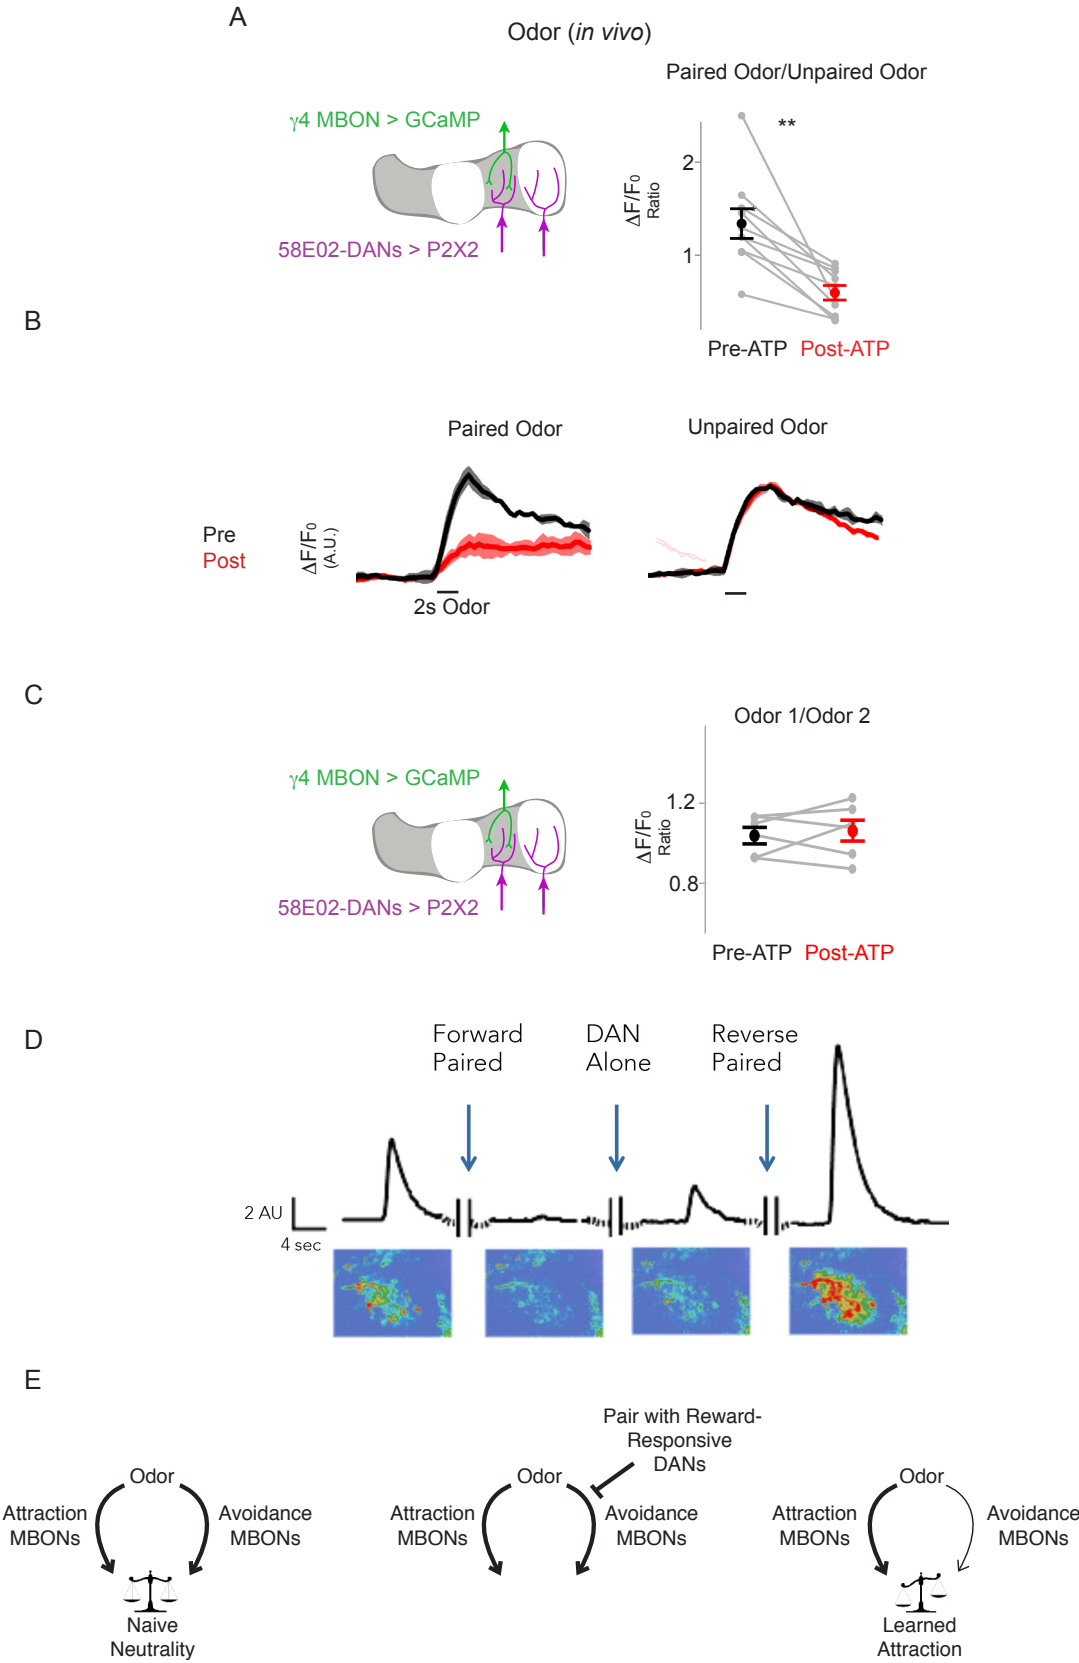 A
Odor (in vivo)
Paired Odor/Unpaired Odor
γ4 MBON > GCaMP
58E02-DANs > P2X2
**
ΔF/F0
Ratio
2
1
Pre-ATP Post-ATP
B
Paired Odor
Unpaired Odor
Pre
Post
ΔF/F0
(A.U.)
2s Odor
C
Odor 1/Odor 2
γ4 MBON > GCaMP
58E02-DANs > P2X2
ΔF/F0
Ratio
1.2
0.8
Pre-ATP Post-ATP
D
Forward
Paired
DAN
Alone
Reverse
Paired
2 AU
4 sec
E
Odor
Attraction
MBONs
Avoidance
MBONs
Naive
Neutrality
Pair with Reward-
Responsive
DANs
Odor
Attraction
MBONs
Avoidance
MBONs
Odor
Attraction
MBONs
Avoidance
MBONs
Learned
Attraction